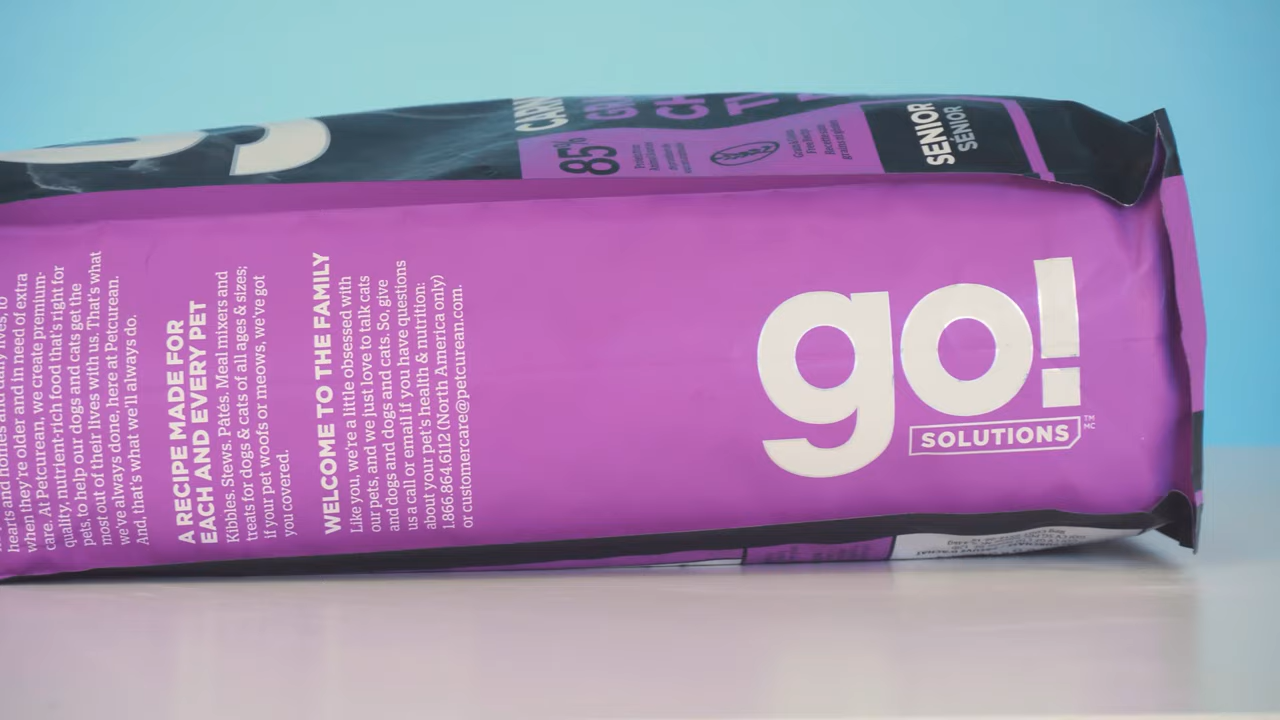 hearts and homes and daily lives, to
when they're older and in need of extra
care. At Petcurean, we create premium-
quality, nutrient-rich food that's right for
pets, to help our dogs and cats get the
most out of their lives with us. That's what
we've always done, here at Petcurean.
And, that's what we'll always do.
A RECIPE MADE FOR
EACH AND EVERY PET
Kibbles. Stews. Pâtés. Meal mixers and
treats for dogs & cats of all ages & sizes;
if your pet woofs or meows, we've got
you covered.
WELCOME TO THE FAMILY
Like you, we're a little obsessed with
our pets, and we just love to talk cats
and dogs and dogs and cats. So, give
us a call or email if you have questions
about your pet's health & nutrition:
1.866.864.6112 (North America only)
or customercare@petcurean.com.
85%
SENIOR
SÉNIOR
go!
SOLUTIONS
TM
MC